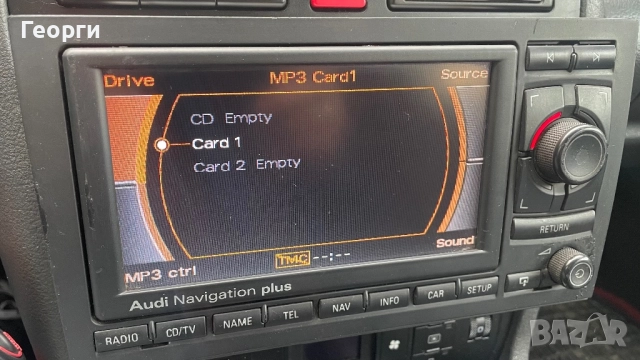 Георги
Drive
MP3 Card1
Source
CD Empty
Card 1
Card 2 Empty
MP3 ctrl
TMC --:--
Sound
Audi Navigation plus
RADIO
CD/TV
NAME
TEL
NAV
INFO
CAR
SETUP
RETURN
BAZAR